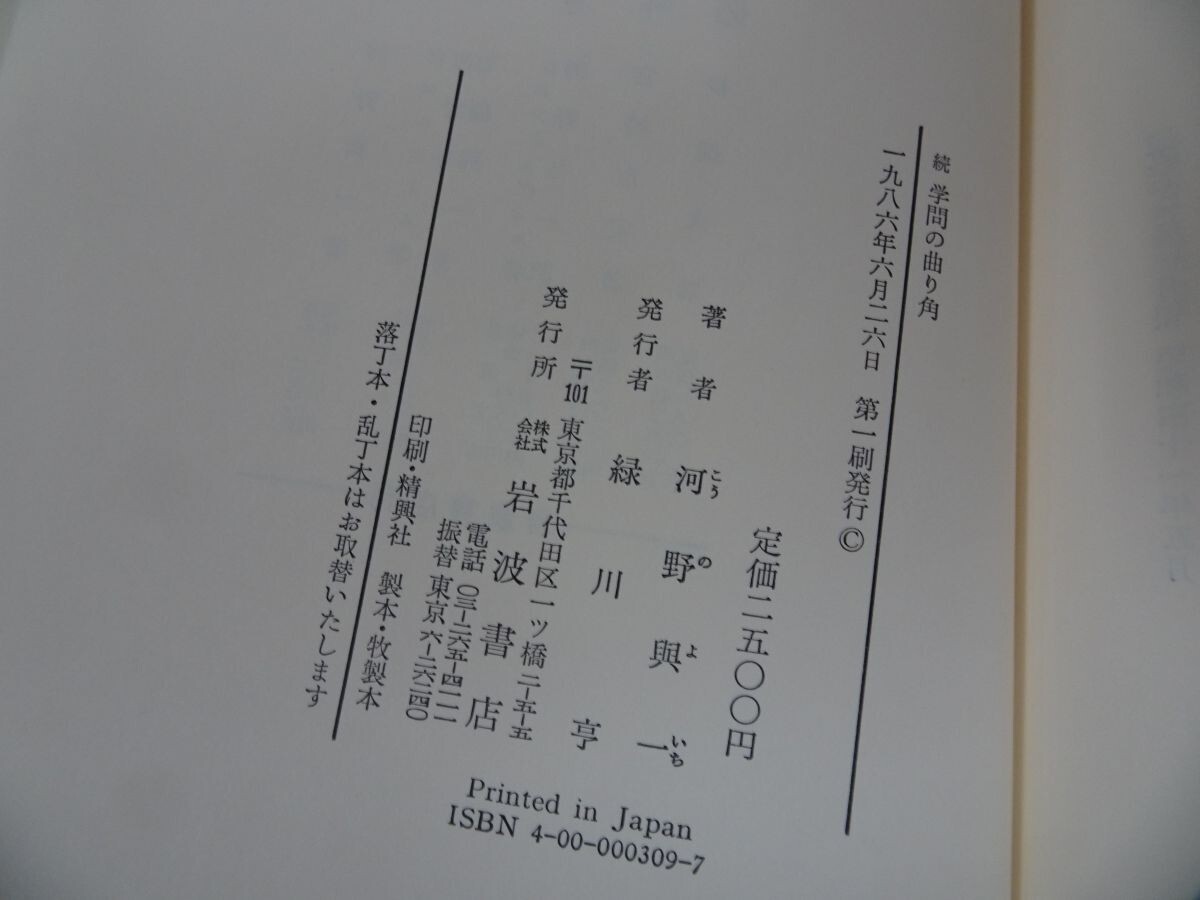 続 学問の曲り角
一九八六年六月二六日 第一刷発行 ©
定価二五〇〇円
著者 河野與一
こうのよいち
発行者 緑川亨
〒101 東京都千代田区一ツ橋二-五-五
発行所 株式会社 岩波書店
電話 〇三-二六五-四一一一
振替 東京 六-二六二四〇
印刷・精興社 製本・牧製本
落丁本・乱丁本はお取替いたします
Printed in Japan
ISBN 4-00-000309-7